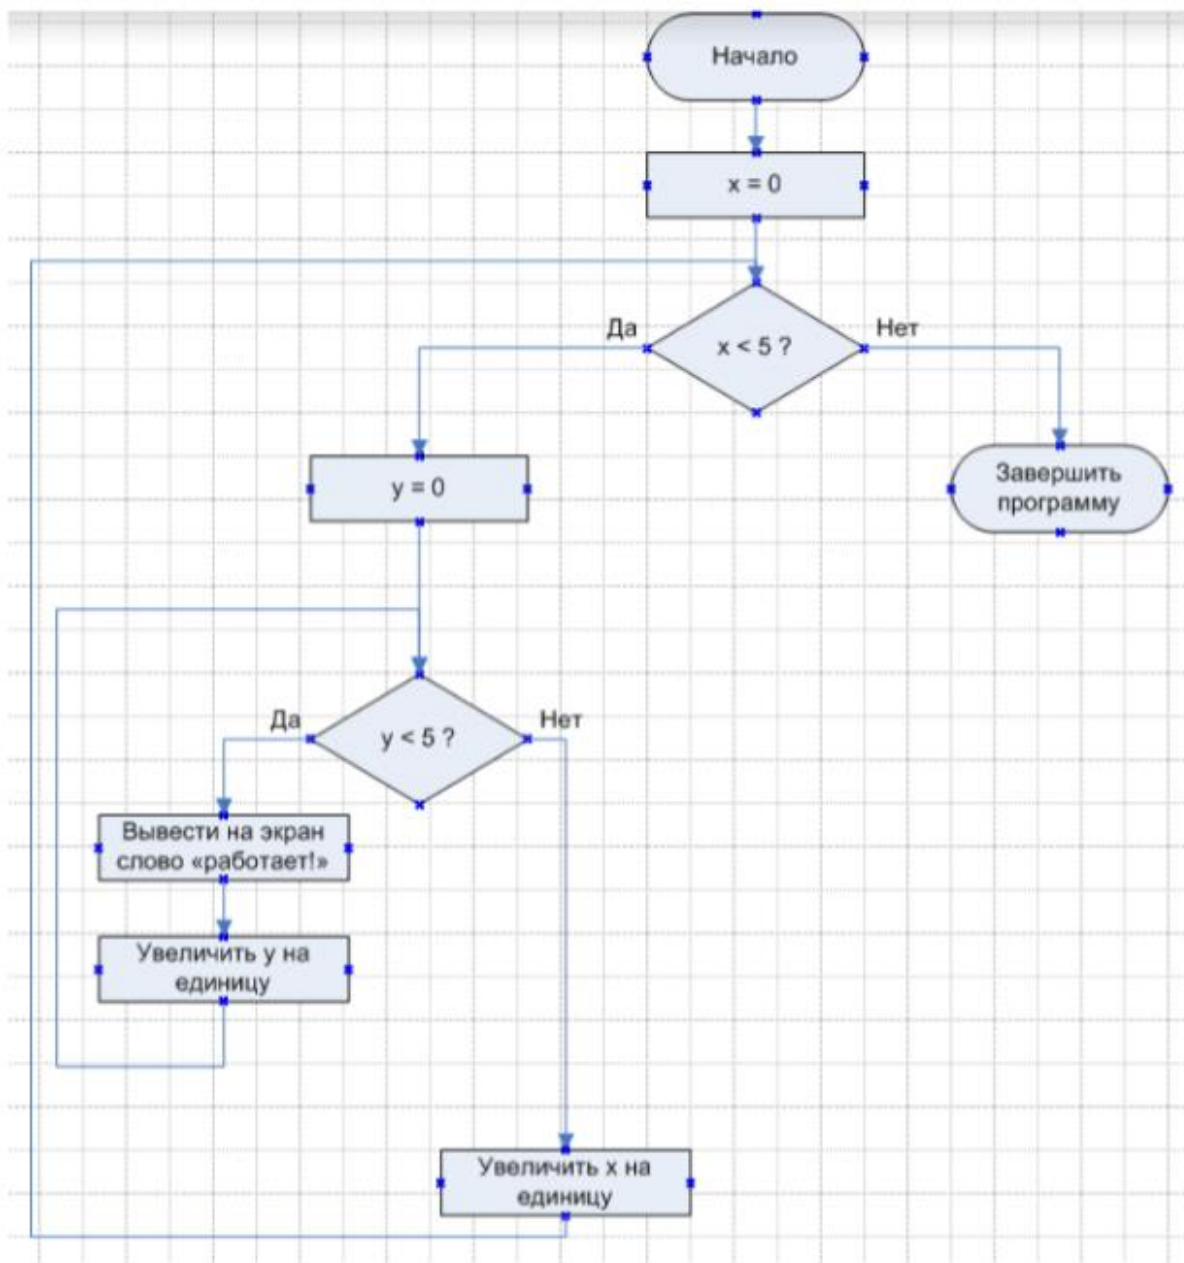 Начало
x = 0
Да
x < 5 ?
Нет
y = 0
Завершить
программу
Да
y < 5 ?
Нет
Вывести на экран
слово «работает!»
Увеличить y на
единицу
Увеличить x на
единицу